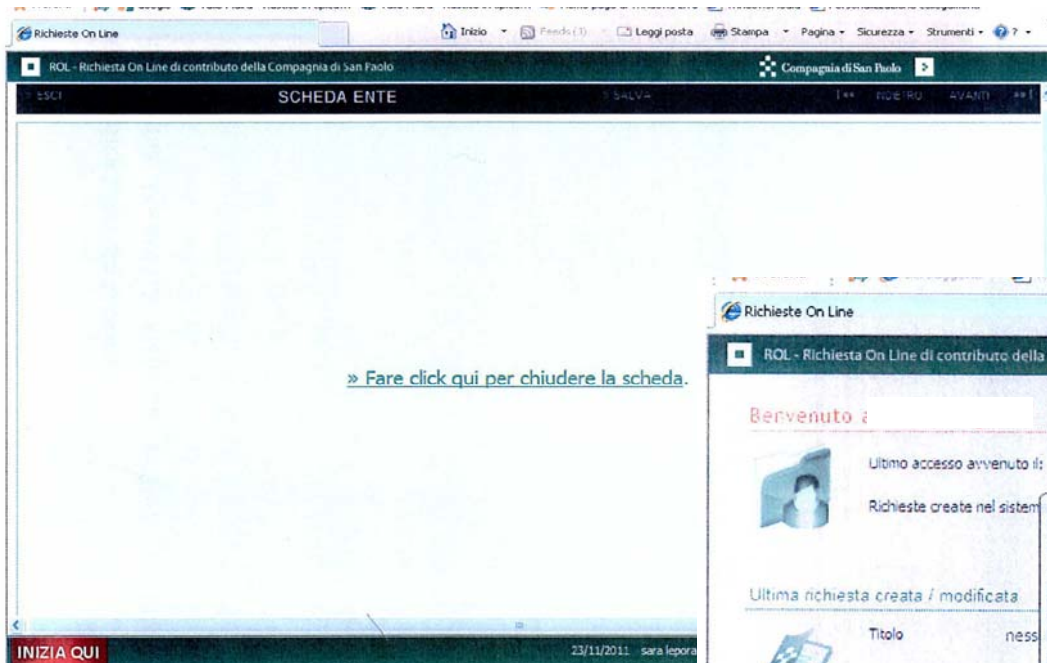 Richieste On Line
Inizio Feeds (1) Leggi posta Stampa Pagina Sicurezza Strumenti ?
ROL - Richiesta On Line di contributo della Compagnia di San Paolo
Compagnia di San Paolo
ESCI SCHEDA ENTE SALVA INDIETRO AVANTI
» Fare click qui per chiudere la scheda.
INIZIA QUI
23/11/2011 sara lepora
Richieste On Line
ROL - Richiesta On Line di contributo della
Benvenuto a
Ultimo accesso avvenuto il:
Richieste create nel sistem
Ultima richiesta creata / modificata
Titolo ness